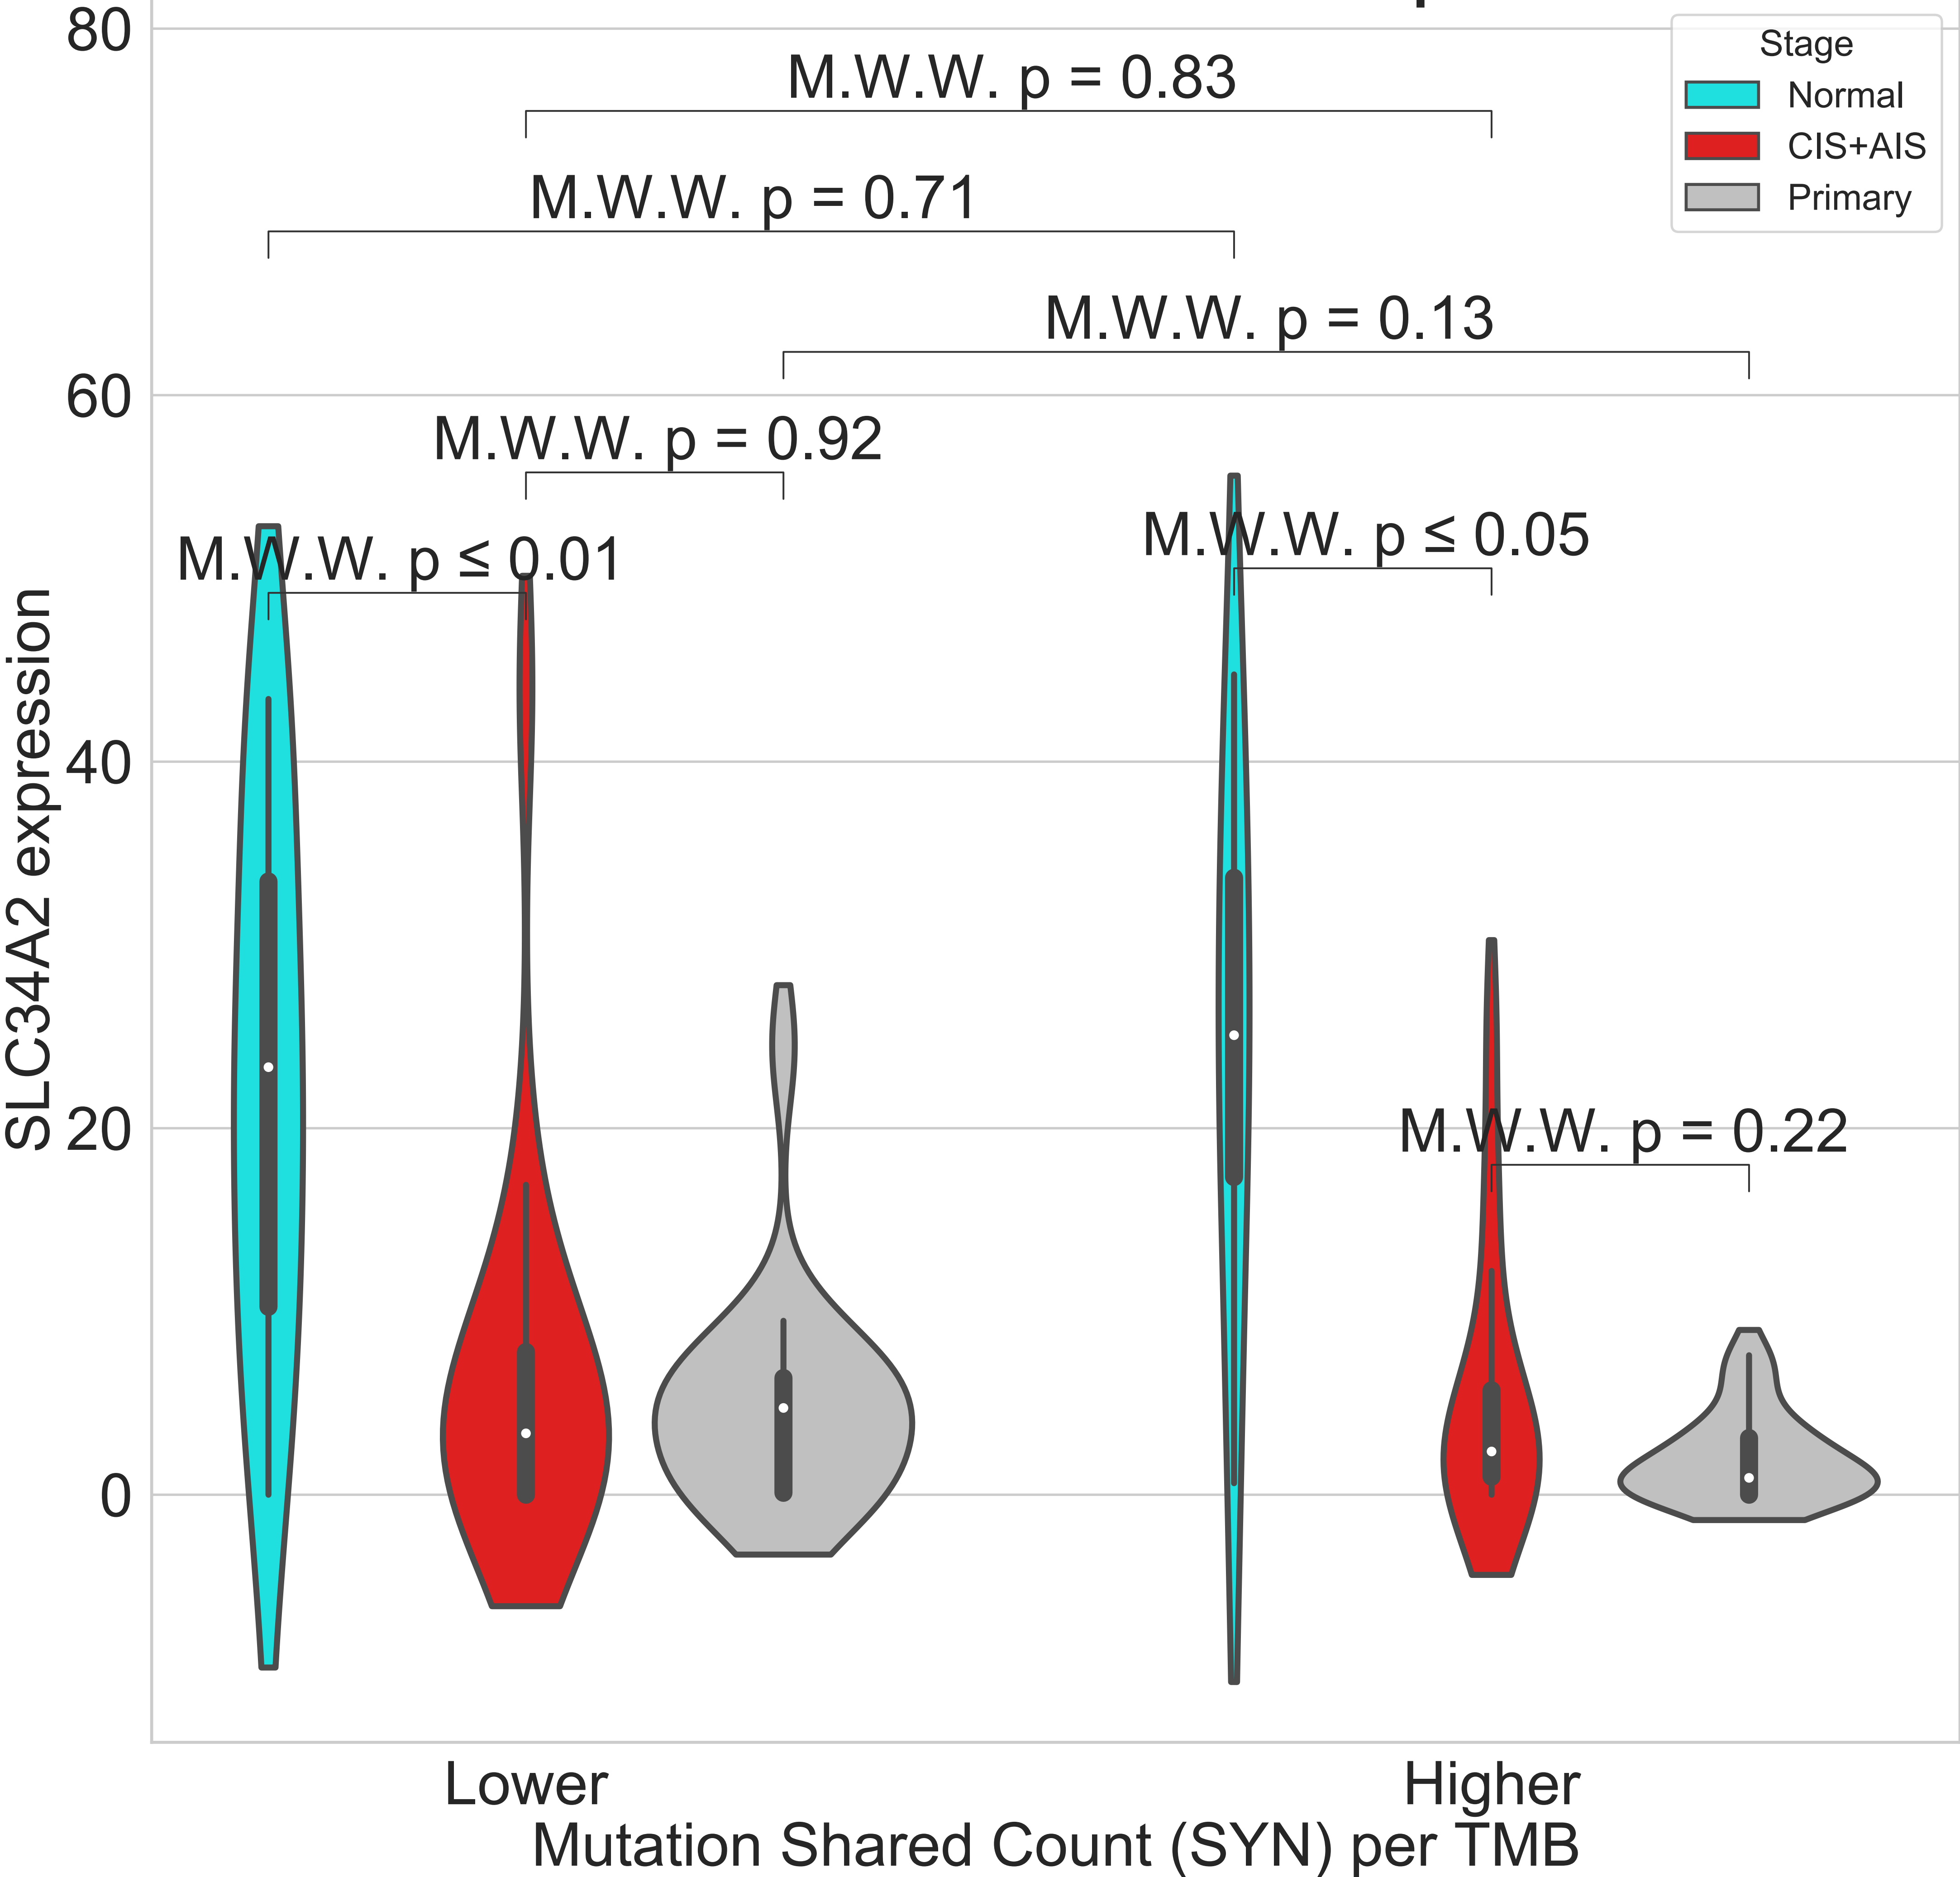 80
60
40
20
0
SLC34A2 expression
M.W.W. p = 0.83
M.W.W. p = 0.71
M.W.W. p = 0.13
M.W.W. p = 0.92
M.W.W. p ≤ 0.01
M.W.W. p ≤ 0.05
M.W.W. p = 0.22
Stage
Normal
CIS+AIS
Primary
Lower
Higher
Mutation Shared Count (SYN) per TMB